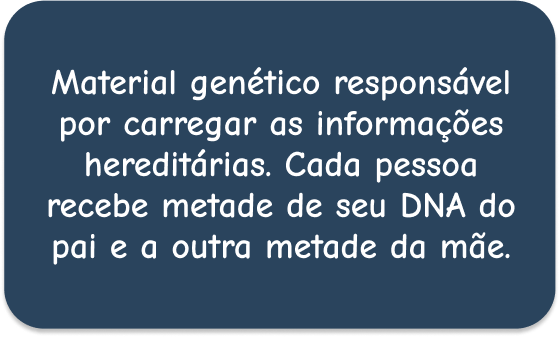 Material genético responsável
por carregar as informações
hereditárias. Cada pessoa
recebe metade de seu DNA do
pai e a outra metade da mãe.